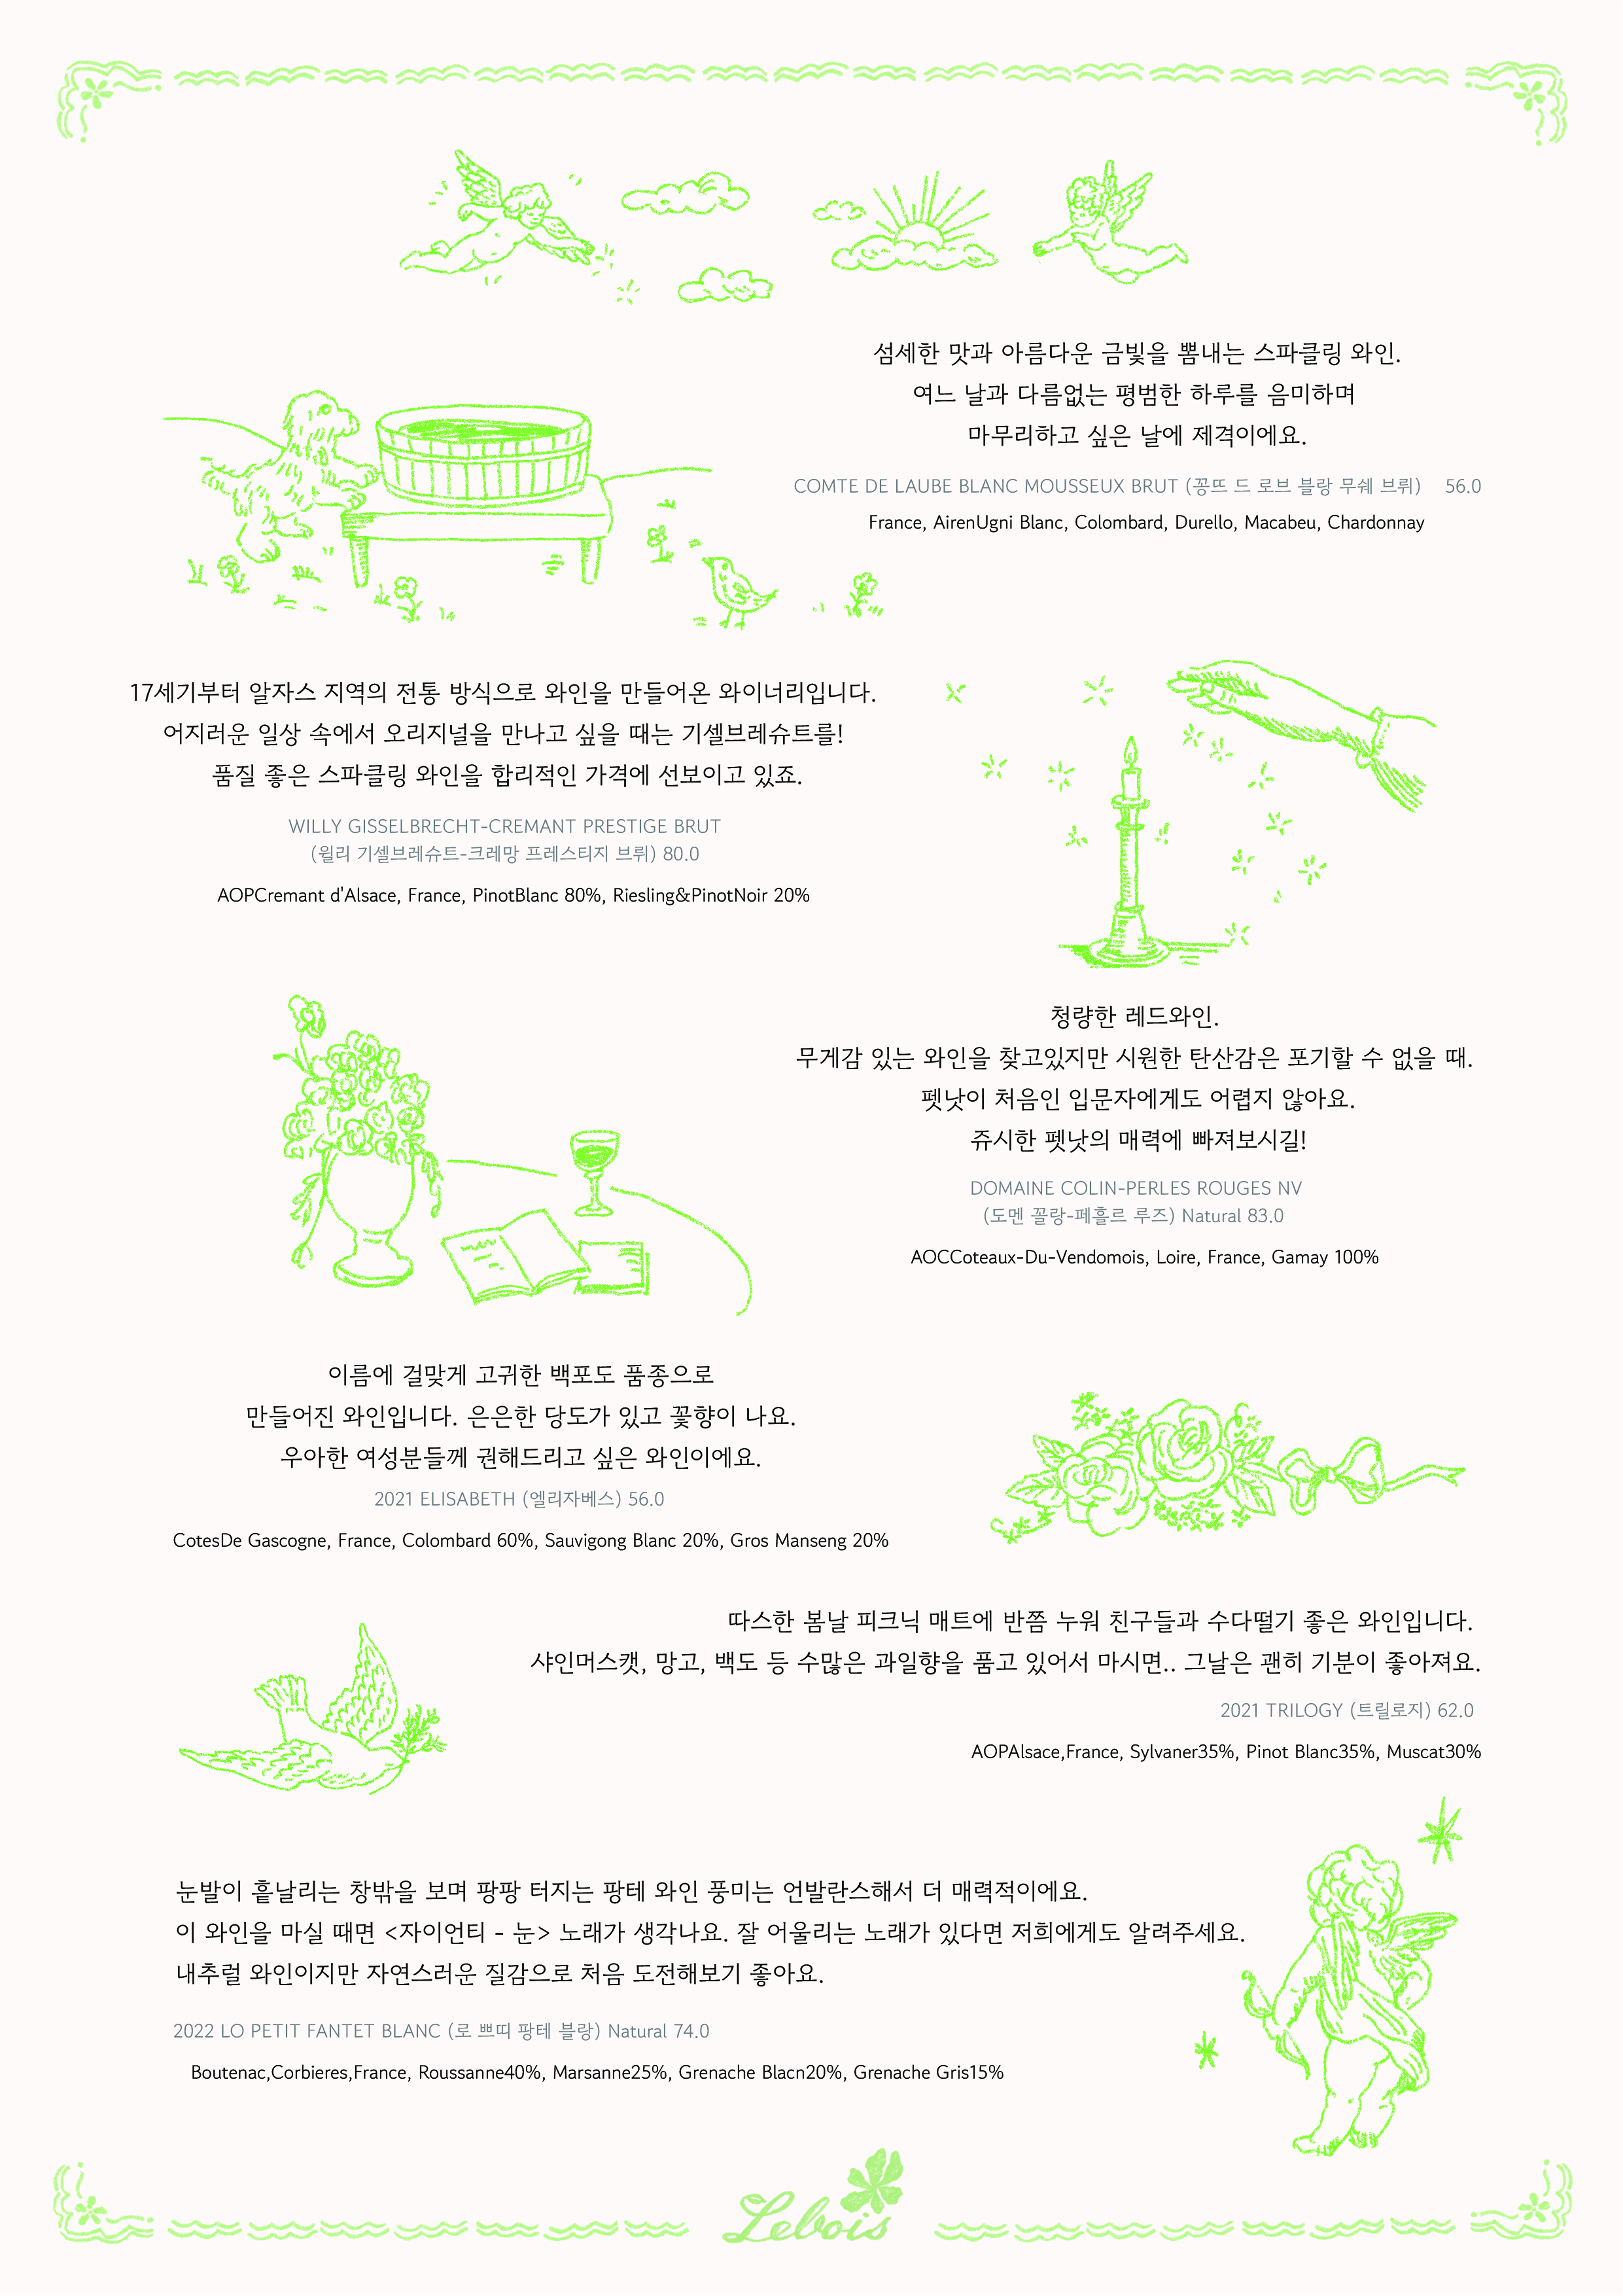 섬세한 맛과 아름다운 금빛을 뽐내는 스파클링 와인.
여느 날과 다름없는 평범한 하루를 음미하며
마무리하고 싶은 날에 제격이에요.
COMTE DE LAUBE BLANC MOUSSEUX BRUT (꽁뜨 드 로브 블랑 무쉐 브뤼) 56.0
France, AirenUgni Blanc, Colombard, Durello, Macabeu, Chardonnay
17세기부터 알자스 지역의 전통 방식으로 와인을 만들어온 와이너리입니다.
어지러운 일상 속에서 오리지널을 만나고 싶을 때는 기셀브레슈트를!
품질 좋은 스파클링 와인을 합리적인 가격에 선보이고 있죠.
WILLY GISSELBRECHT-CREMANT PRESTIGE BRUT
(윌리 기셀브레슈트-크레망 프레스티지 브뤼) 80.0
AOPCremant d'Alsace, France, PinotBlanc 80%, Riesling&PinotNoir 20%
청량한 레드와인.
무게감 있는 와인을 찾고있지만 시원한 탄산감은 포기할 수 없을 때.
펫낫이 처음인 입문자에게도 어렵지 않아요.
쥬시한 펫낫의 매력에 빠져보시길!
DOMAINE COLIN-PERLES ROUGES NV
(도멘 꼴랑-페흘르 루즈) Natural 83.0
AOCCoteaux-Du-Vendomois, Loire, France, Gamay 100%
이름에 걸맞게 고귀한 백포도 품종으로
만들어진 와인입니다. 은은한 당도가 있고 꽃향이 나요.
우아한 여성분들께 권해드리고 싶은 와인이에요.
2021 ELISABETH (엘리자베스) 56.0
CotesDe Gascogne, France, Colombard 60%, Sauvigong Blanc 20%, Gros Manseng 20%
따스한 봄날 피크닉 매트에 반쯤 누워 친구들과 수다떨기 좋은 와인입니다.
샤인머스캣, 망고, 백도 등 수많은 과일향을 품고 있어서 마시면.. 그날은 괜히 기분이 좋아져요.
2021 TRILOGY (트릴로지) 62.0
AOPAlsace,France, Sylvaner35%, Pinot Blanc35%, Muscat30%
눈발이 흩날리는 창밖을 보며 팡팡 터지는 팡테 와인 풍미는 언발란스해서 더 매력적이에요.
이 와인을 마실 때면 <자이언티 - 눈> 노래가 생각나요. 잘 어울리는 노래가 있다면 저희에게도 알려주세요.
내추럴 와인이지만 자연스러운 질감으로 처음 도전해보기 좋아요.
2022 LO PETIT FANTET BLANC (로 쁘띠 팡테 블랑) Natural 74.0
Boutenac,Corbieres,France, Roussanne40%, Marsanne25%, Grenache Blacn20%, Grenache Gris15%
Lebois